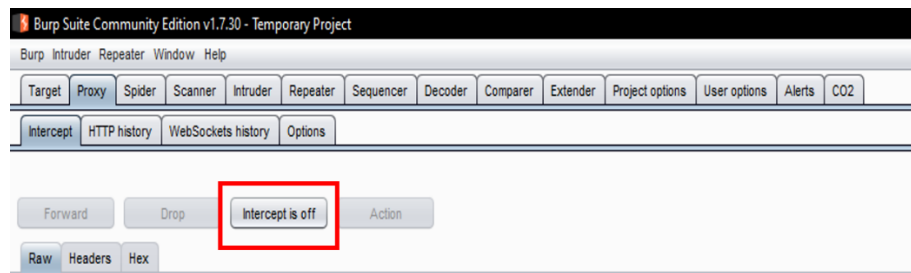 Burp Suite Community Edition v1.7.30 - Temporary Project
Burp Intruder Repeater Window Help
Target Proxy Spider Scanner Intruder Repeater Sequencer Decoder Comparer Extender Project options User options Alerts CO2
Intercept HTTP history WebSockets history Options
Forward Drop Intercept is off Action
Raw Headers Hex